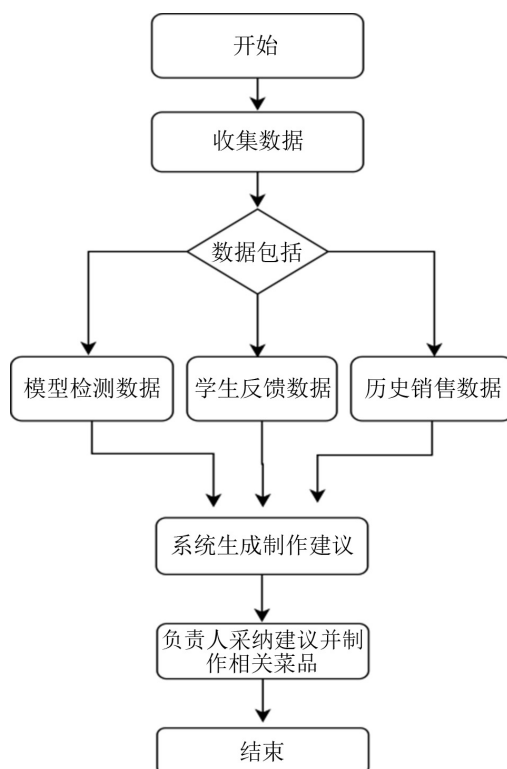 开始
收集数据
数据包括
模型检测数据
学生反馈数据
历史销售数据
系统生成制作建议
负责人采纳建议并制
作相关菜品
结束